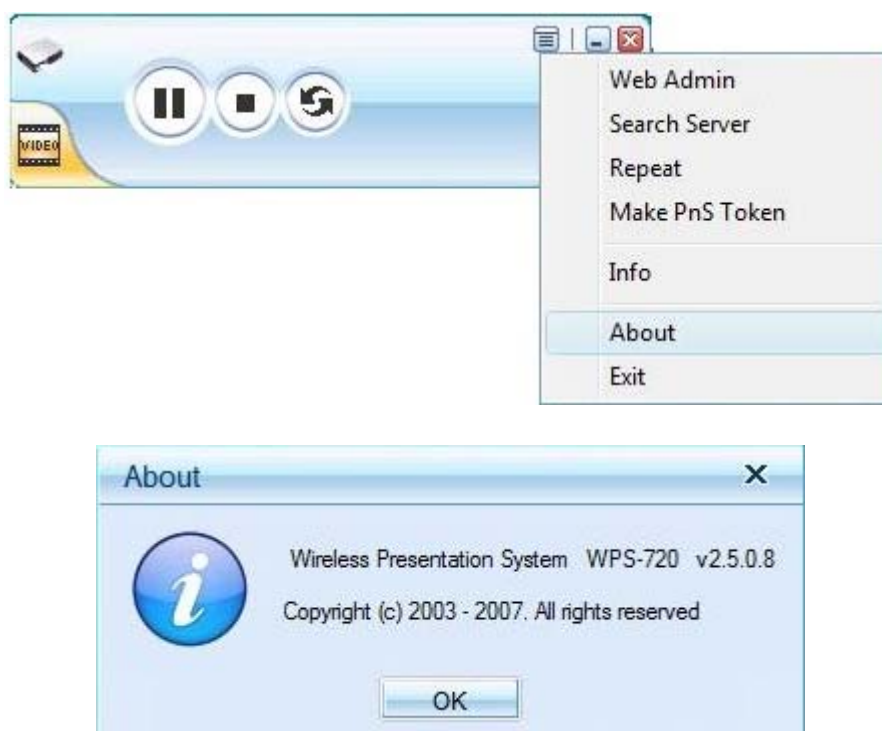 VIDEO
Web Admin
Search Server
Repeat
Make PnS Token
Info
About
Exit
About
Wireless Presentation System WPS-720 v2.5.0.8
Copyright (c) 2003 - 2007. All rights reserved
OK